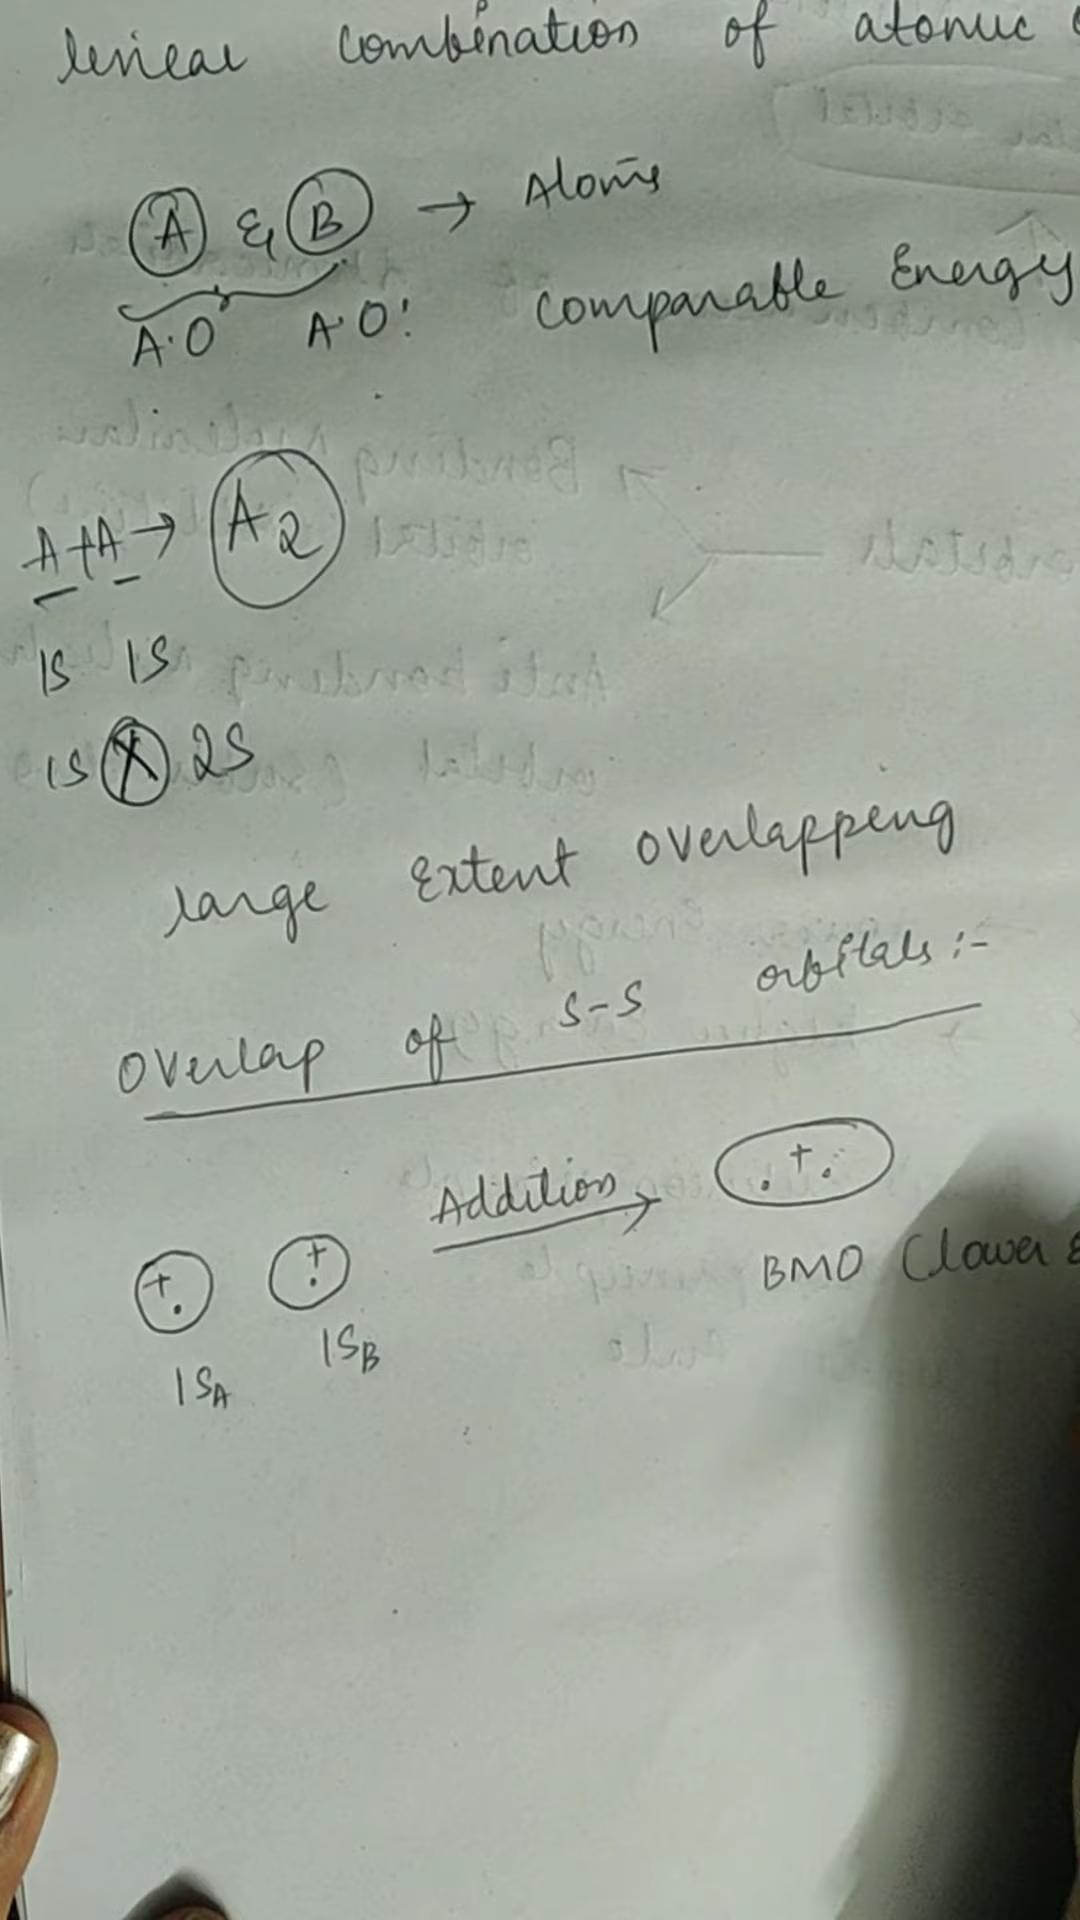 linear combination of atomic
A & B → Atoms
A.O A.O! Comparable Energy
A+A → A2
1S 1S
1S X 2S
large Extent overlapping
Overlap of S-S orbitals :-
+ . + . Addition → . + .
1SA 1SB BMO (lower